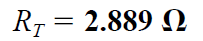 R_T = 2.889 Ω